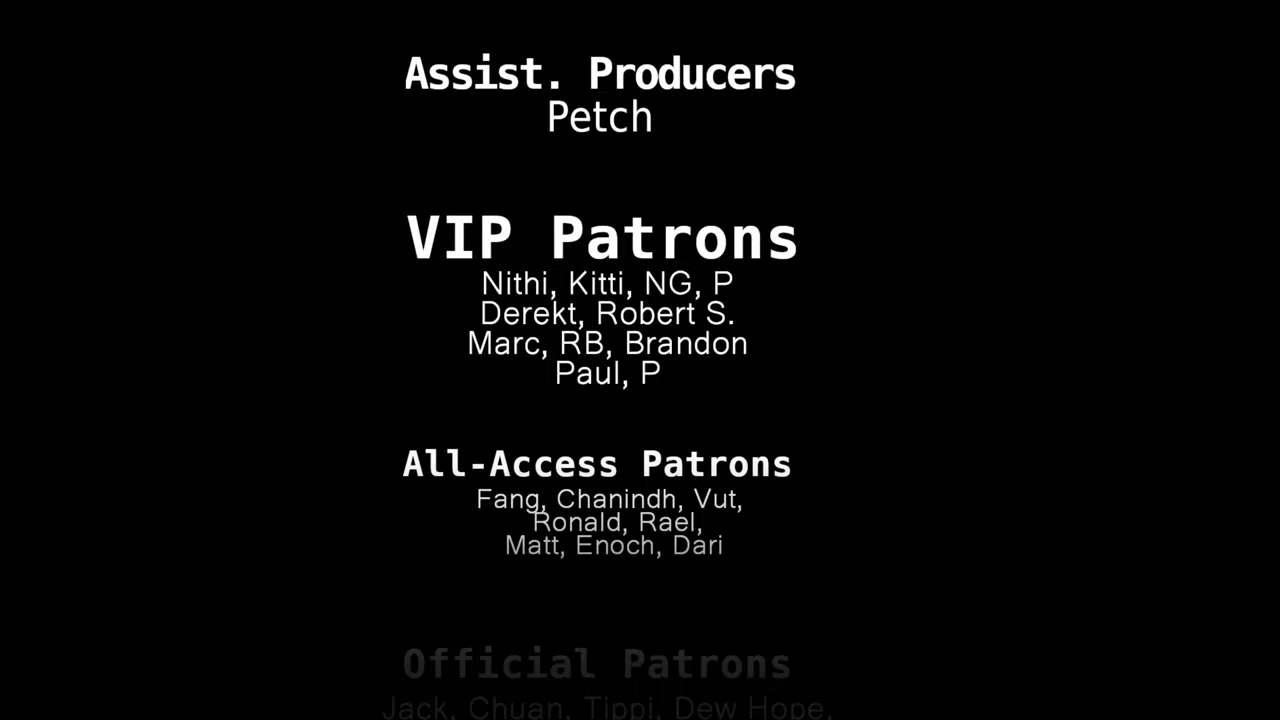 Assist. Producers
Petch
VIP Patrons
Nithi, Kitti, NG, P
Derekt, Robert S.
Marc, RB, Brandon
Paul, P
All-Access Patrons
Fang, Chanindh, Vut,
Ronald, Rael,
Matt, Enoch, Dari
Official Patrons
Jack, Chuan, Tippi, Dew Hope,